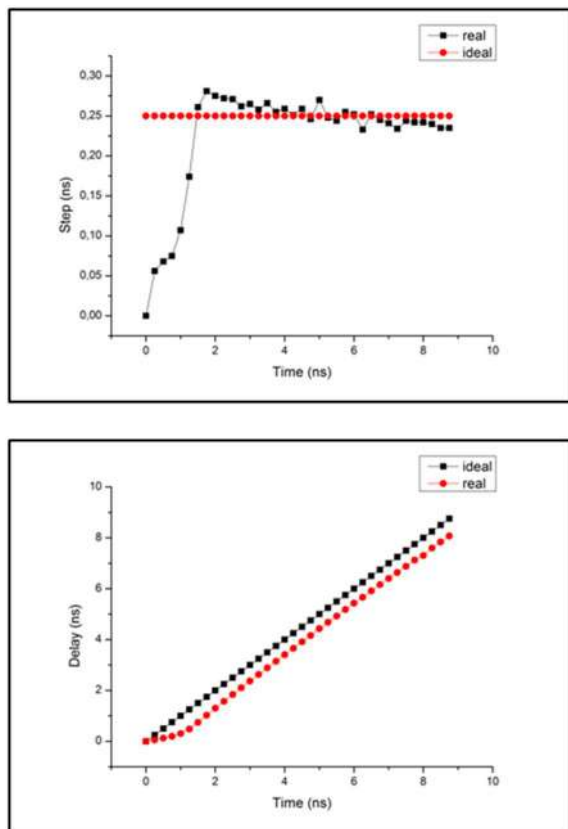 real
ideal
0,30
0,25
0,20
0,15
0,10
0,05
0,00
Step (ns)
0 2 4 6 8 10
Time (ns)
ideal
real
10
8
6
4
2
0
Delay (ns)
0 2 4 6 8 10
Time (ns)